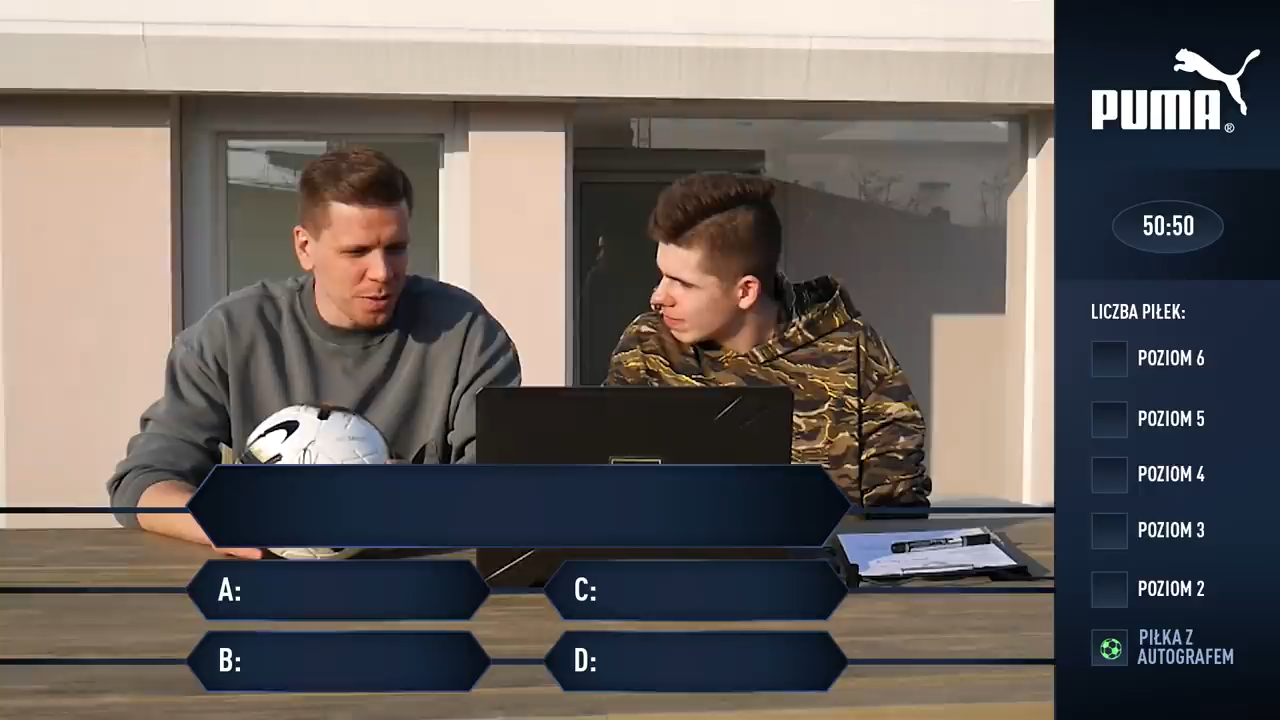 PUMA®
50:50
LICZBA PIŁEK:
POZIOM 6
POZIOM 5
POZIOM 4
POZIOM 3
POZIOM 2
PIŁKA Z
AUTOGRAFEM
A:
C:
B:
D: